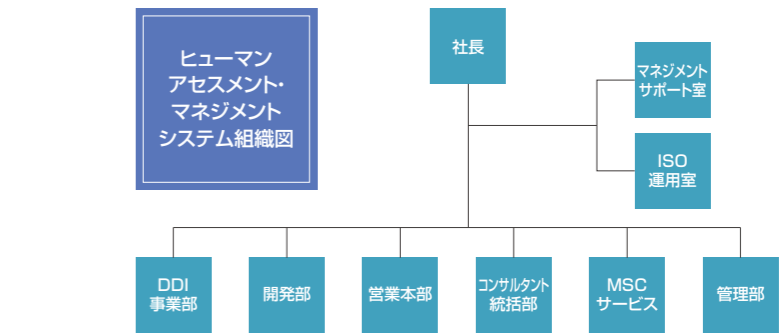 ヒューマン
アセスメント・
マネジメント
システム組織図
社長
マネジメント
サポート室
ISO
運用室
DDI
事業部
開発部
営業本部
コンサルタント
統括部
MSC
サービス
管理部